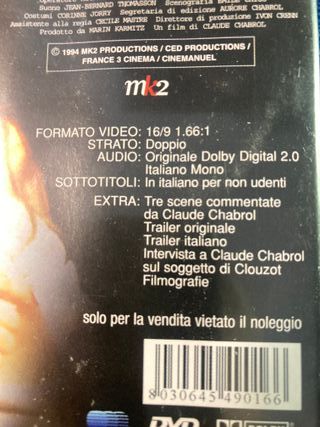 Suono JEAN-BERNARD THOMASSON Scenografia EMILE GHIGO
Costumi CORINNE JORRY Segretaria di edizione AURORE CHABROL
Assistente alla regia CECILE MAISTRE Direttore di produzione IVON CRENN
Prodotto da MARIN KARMITZ Un film di CLAUDE CHABROL
© 1994 MK2 PRODUCTIONS / CED PRODUCTIONS /
FRANCE 3 CINEMA / CINEMANUEL
mk2
FORMATO VIDEO: 16/9 1.66:1
STRATO: Doppio
AUDIO: Originale Dolby Digital 2.0
Italiano Mono
SOTTOTITOLI: In italiano per non udenti
EXTRA: Tre scene commentate
da Claude Chabrol
Trailer originale
Trailer italiano
Intervista a Claude Chabrol
sul soggetto di Clouzot
Filmografie
solo per la vendita vietato il noleggio
8 030645 490166
DVD
DOLBY